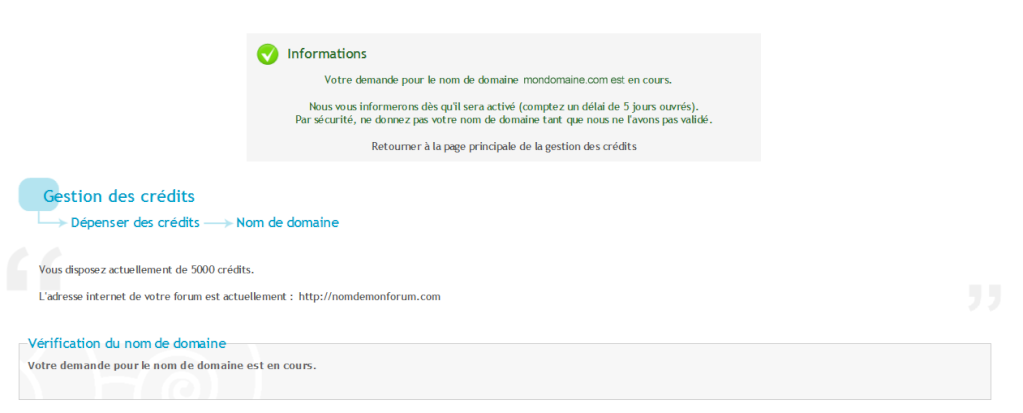 Informations
Votre demande pour le nom de domaine mondomaine.com est en cours.
Nous vous informerons dès qu'il sera activé (comptez un délai de 5 jours ouvrés).
Par sécurité, ne donnez pas votre nom de domaine tant que nous ne l'avons pas validé.
Retourner à la page principale de la gestion des crédits
Gestion des crédits
Dépenser des crédits Nom de domaine
Vous disposez actuellement de 5000 crédits.
L'adresse internet de votre forum est actuellement : http://nomdemonforum.com
Vérification du nom de domaine
Votre demande pour le nom de domaine est en cours.